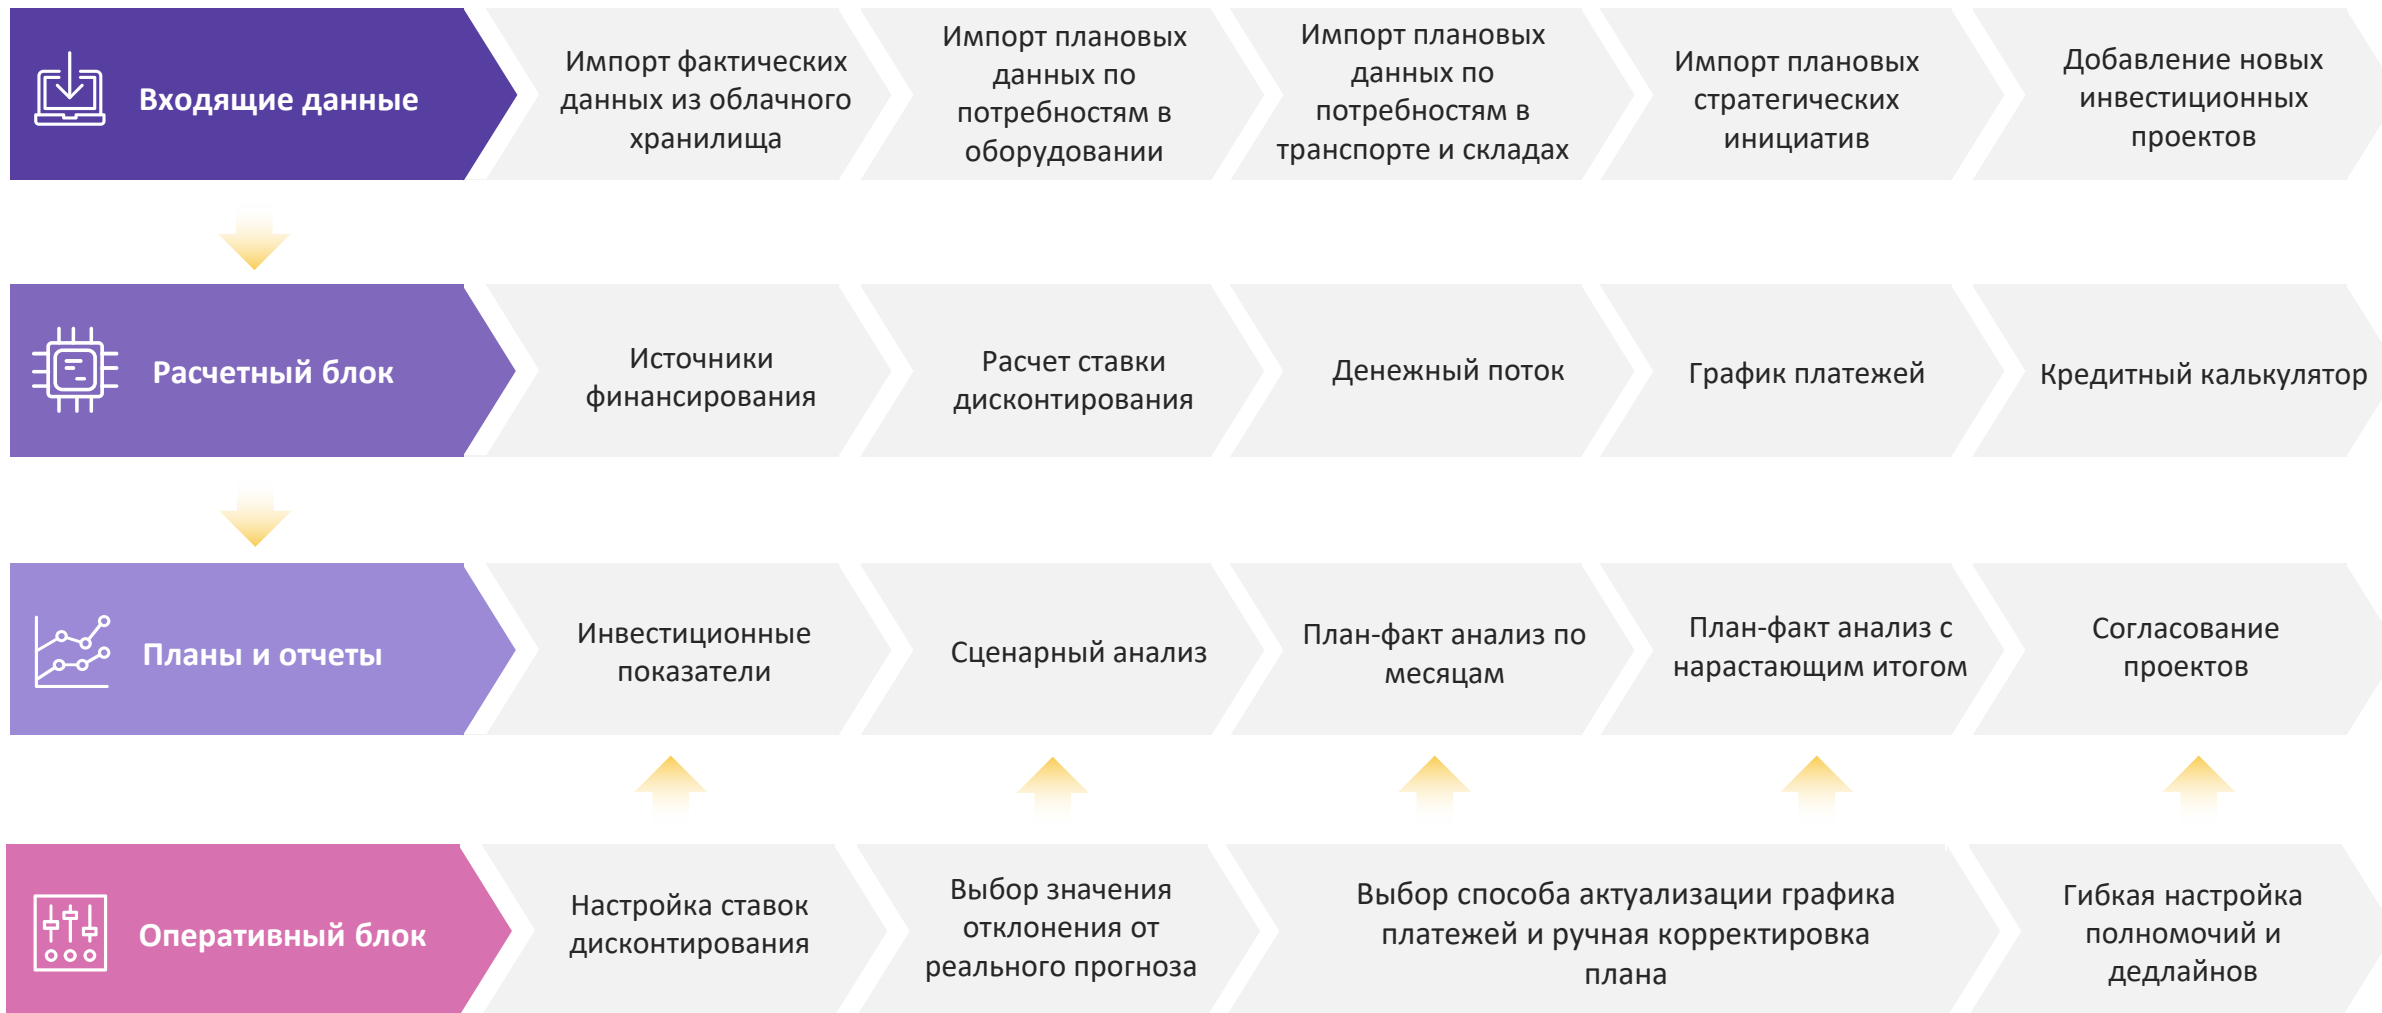 Входящие данные
Импорт фактических
данных из облачного
хранилища
Импорт плановых
данных по
потребностям в
оборудовании
Импорт плановых
данных по
потребностям в
транспорте и складах
Импорт плановых
стратегических
инициатив
Добавление новых
инвестиционных
проектов
Расчетный блок
Источники
финансирования
Расчет ставки
дисконтирования
Денежный поток
График платежей
Кредитный калькулятор
Планы и отчеты
Инвестиционные
показатели
Сценарный анализ
План-факт анализ по
месяцам
План-факт анализ с
нарастающим итогом
Согласование
проектов
Оперативный блок
Настройка ставок
дисконтирования
Выбор значения
отклонения от
реального прогноза
Выбор способа актуализации графика
платежей и ручная корректировка
плана
Гибкая настройка
полномочий и
дедлайнов